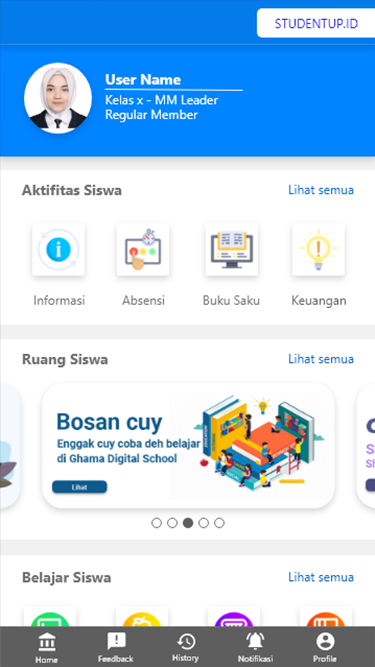 STUDENTUP.ID
User Name
Kelas x - MM Leader
Regular Member
Aktifitas Siswa
Lihat semua
Informasi
Absensi
Buku Saku
Keuangan
Ruang Siswa
Lihat semua
Bosan cuy
Enggak cuy coba deh belajar
di Ghama Digital School
Lihat
Belajar Siswa
Lihat semua
Home
Feedback
History
Notifikasi
Profile